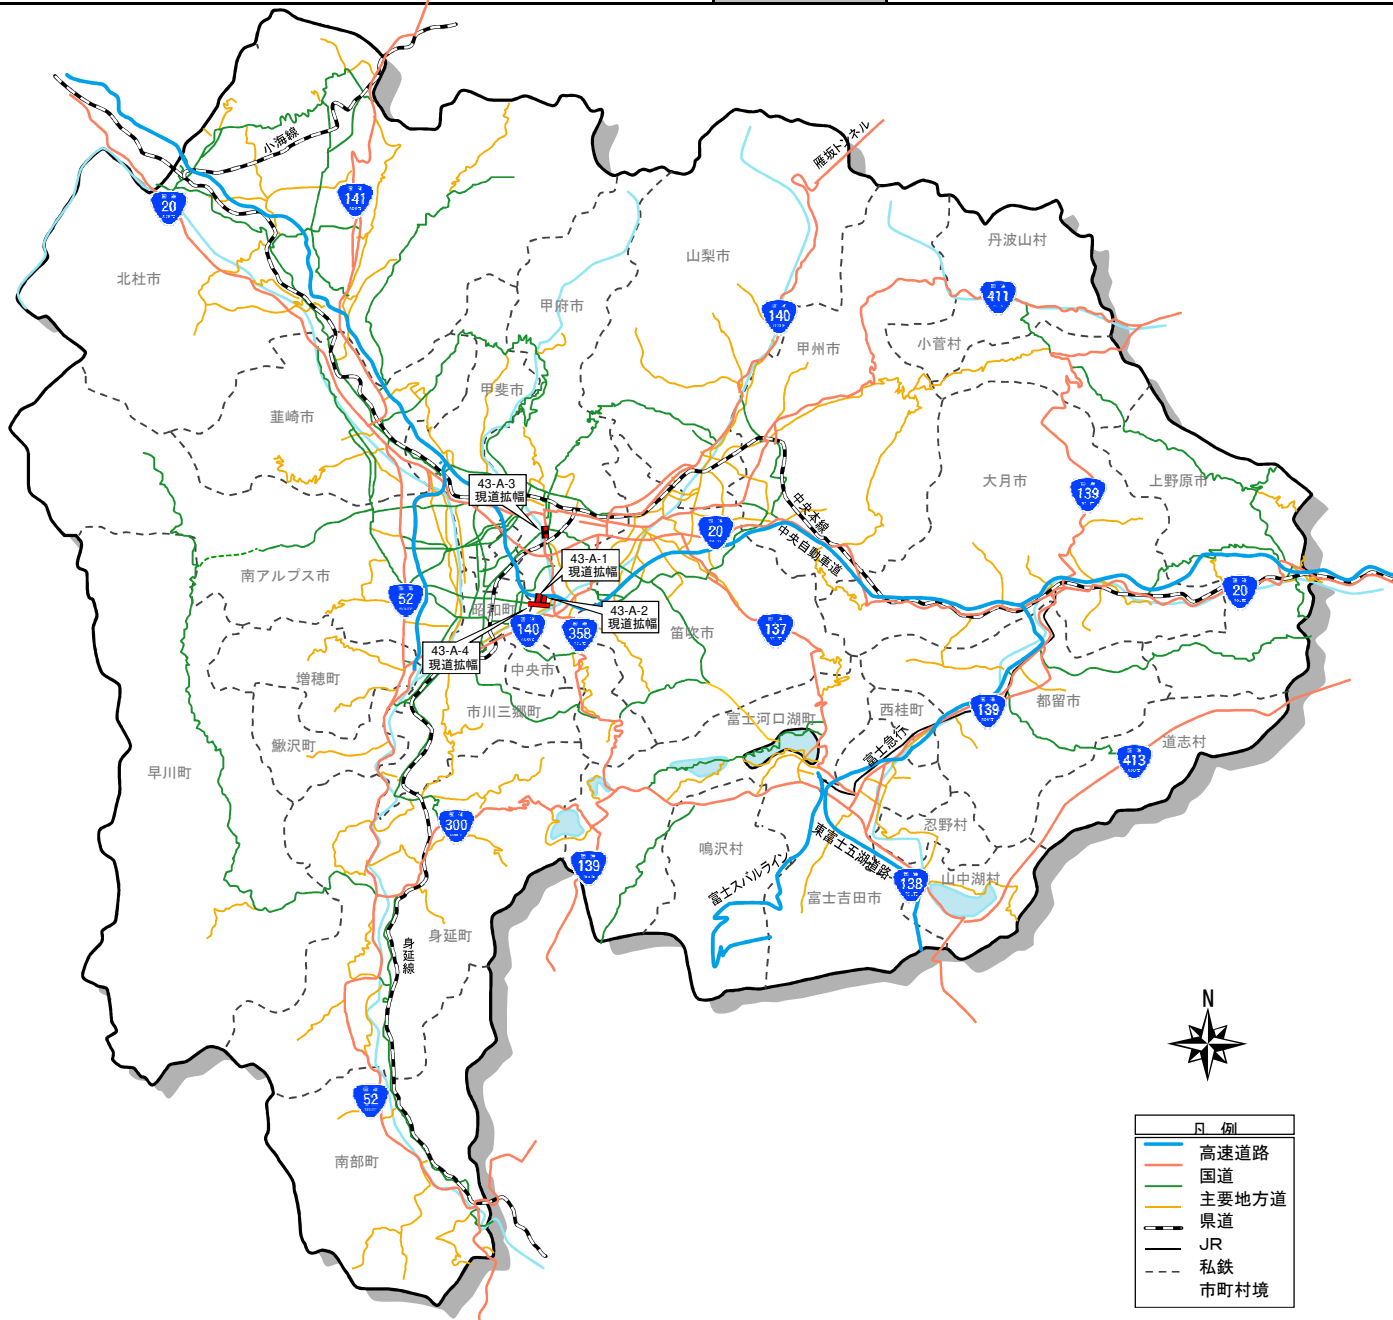 小海線
雁坂トンネル
20
141
丹波山村
山梨市
北杜市
411
甲府市
140
小菅村
甲州市
甲斐市
韮崎市
大月市
上野原市
43-A-3
現道拡幅
139
中央本線
20
中央自動車道
43-A-1
現道拡幅
南アルプス市
52
20
昭和町
43-A-2
現道拡幅
140
358
笛吹市
137
43-A-4
現道拡幅
中央市
増穂町
市川三郷町
富士河口湖町
西桂町
139
都留市
鰍沢町
富士急行
道志村
早川町
413
300
忍野村
東富士五湖道路
鳴沢村
139
富士スバルライン
138
山中湖村
富士吉田市
身延町
身延線
N
52
南部町
凡 例
高速道路
国道
主要地方道
県道
JR
私鉄
市町村境